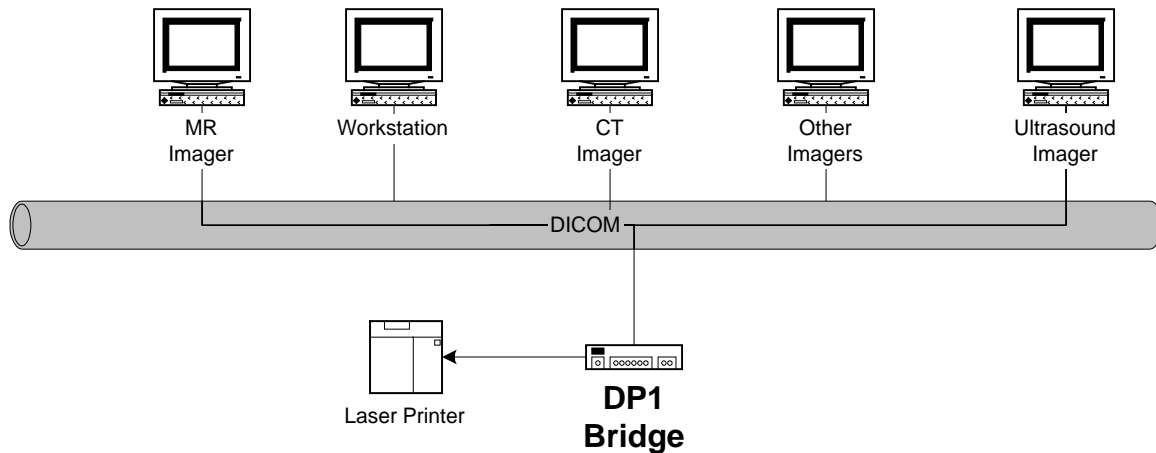 MR
Imager
Workstation
CT
Imager
Other
Imagers
Ultrasound
Imager
DICOM
Laser Printer
DP1
Bridge